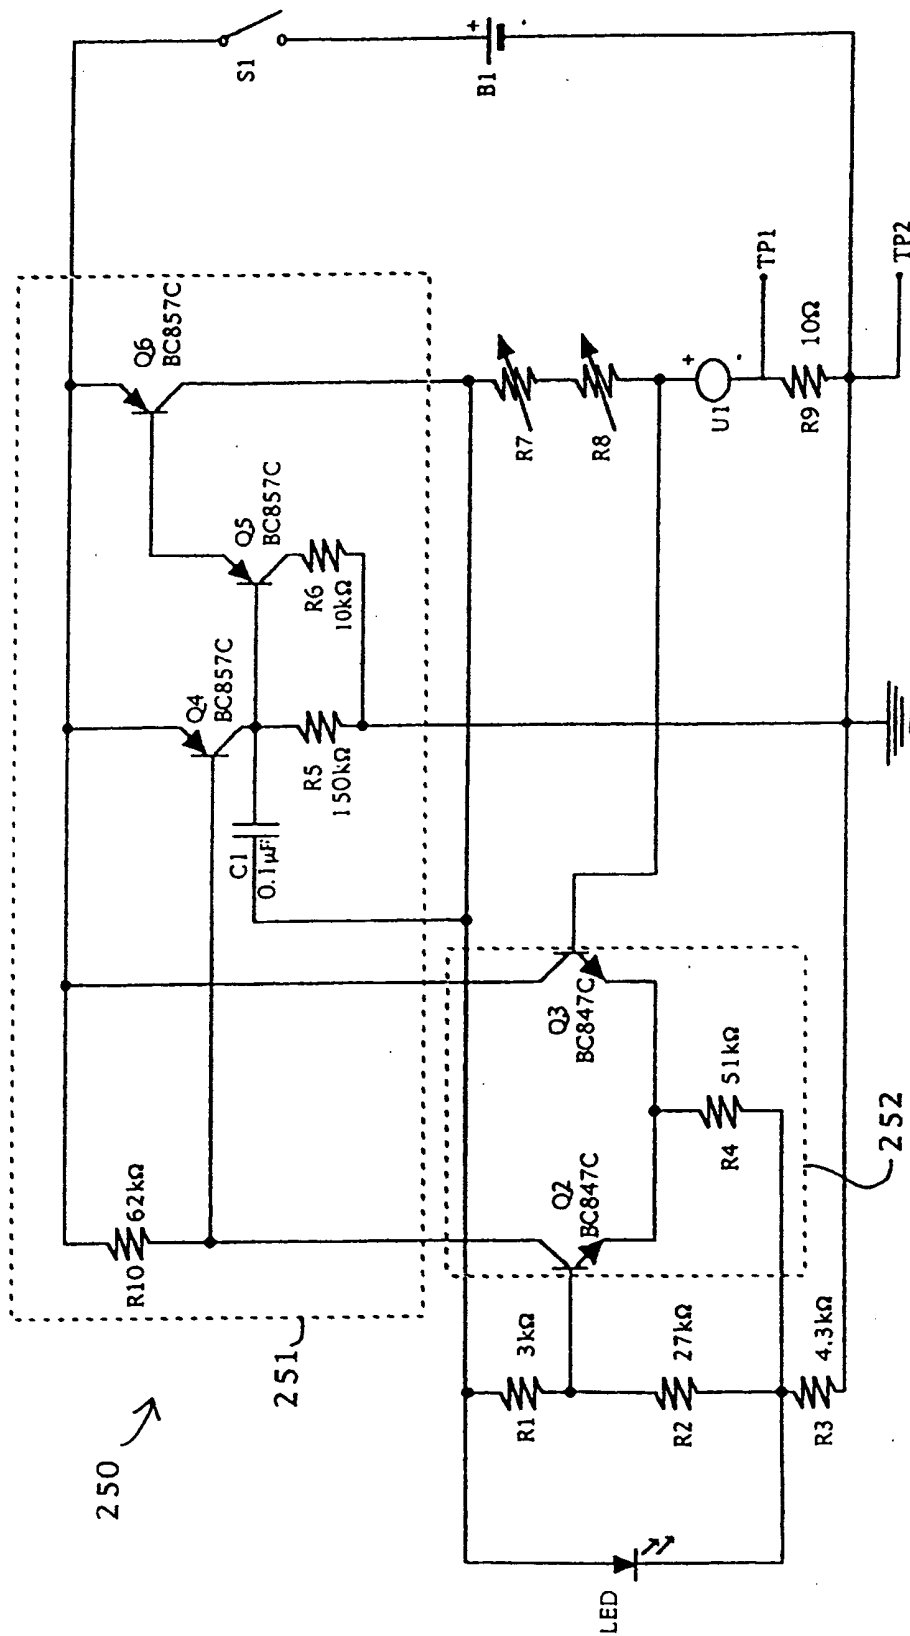 S1
+
B1
Q6
BC857C
Q5
BC857C
Q4
BC857C
R6
10kΩ
R5
150kΩ
C1
0.1µF
R10
62kΩ
251
250
R7
R8
+
U1
TP1
R9
10Ω
TP2
Q3
BC847C
Q2
BC847C
R4
51kΩ
252
R1
3kΩ
R2
27kΩ
R3
4.3kΩ
LED